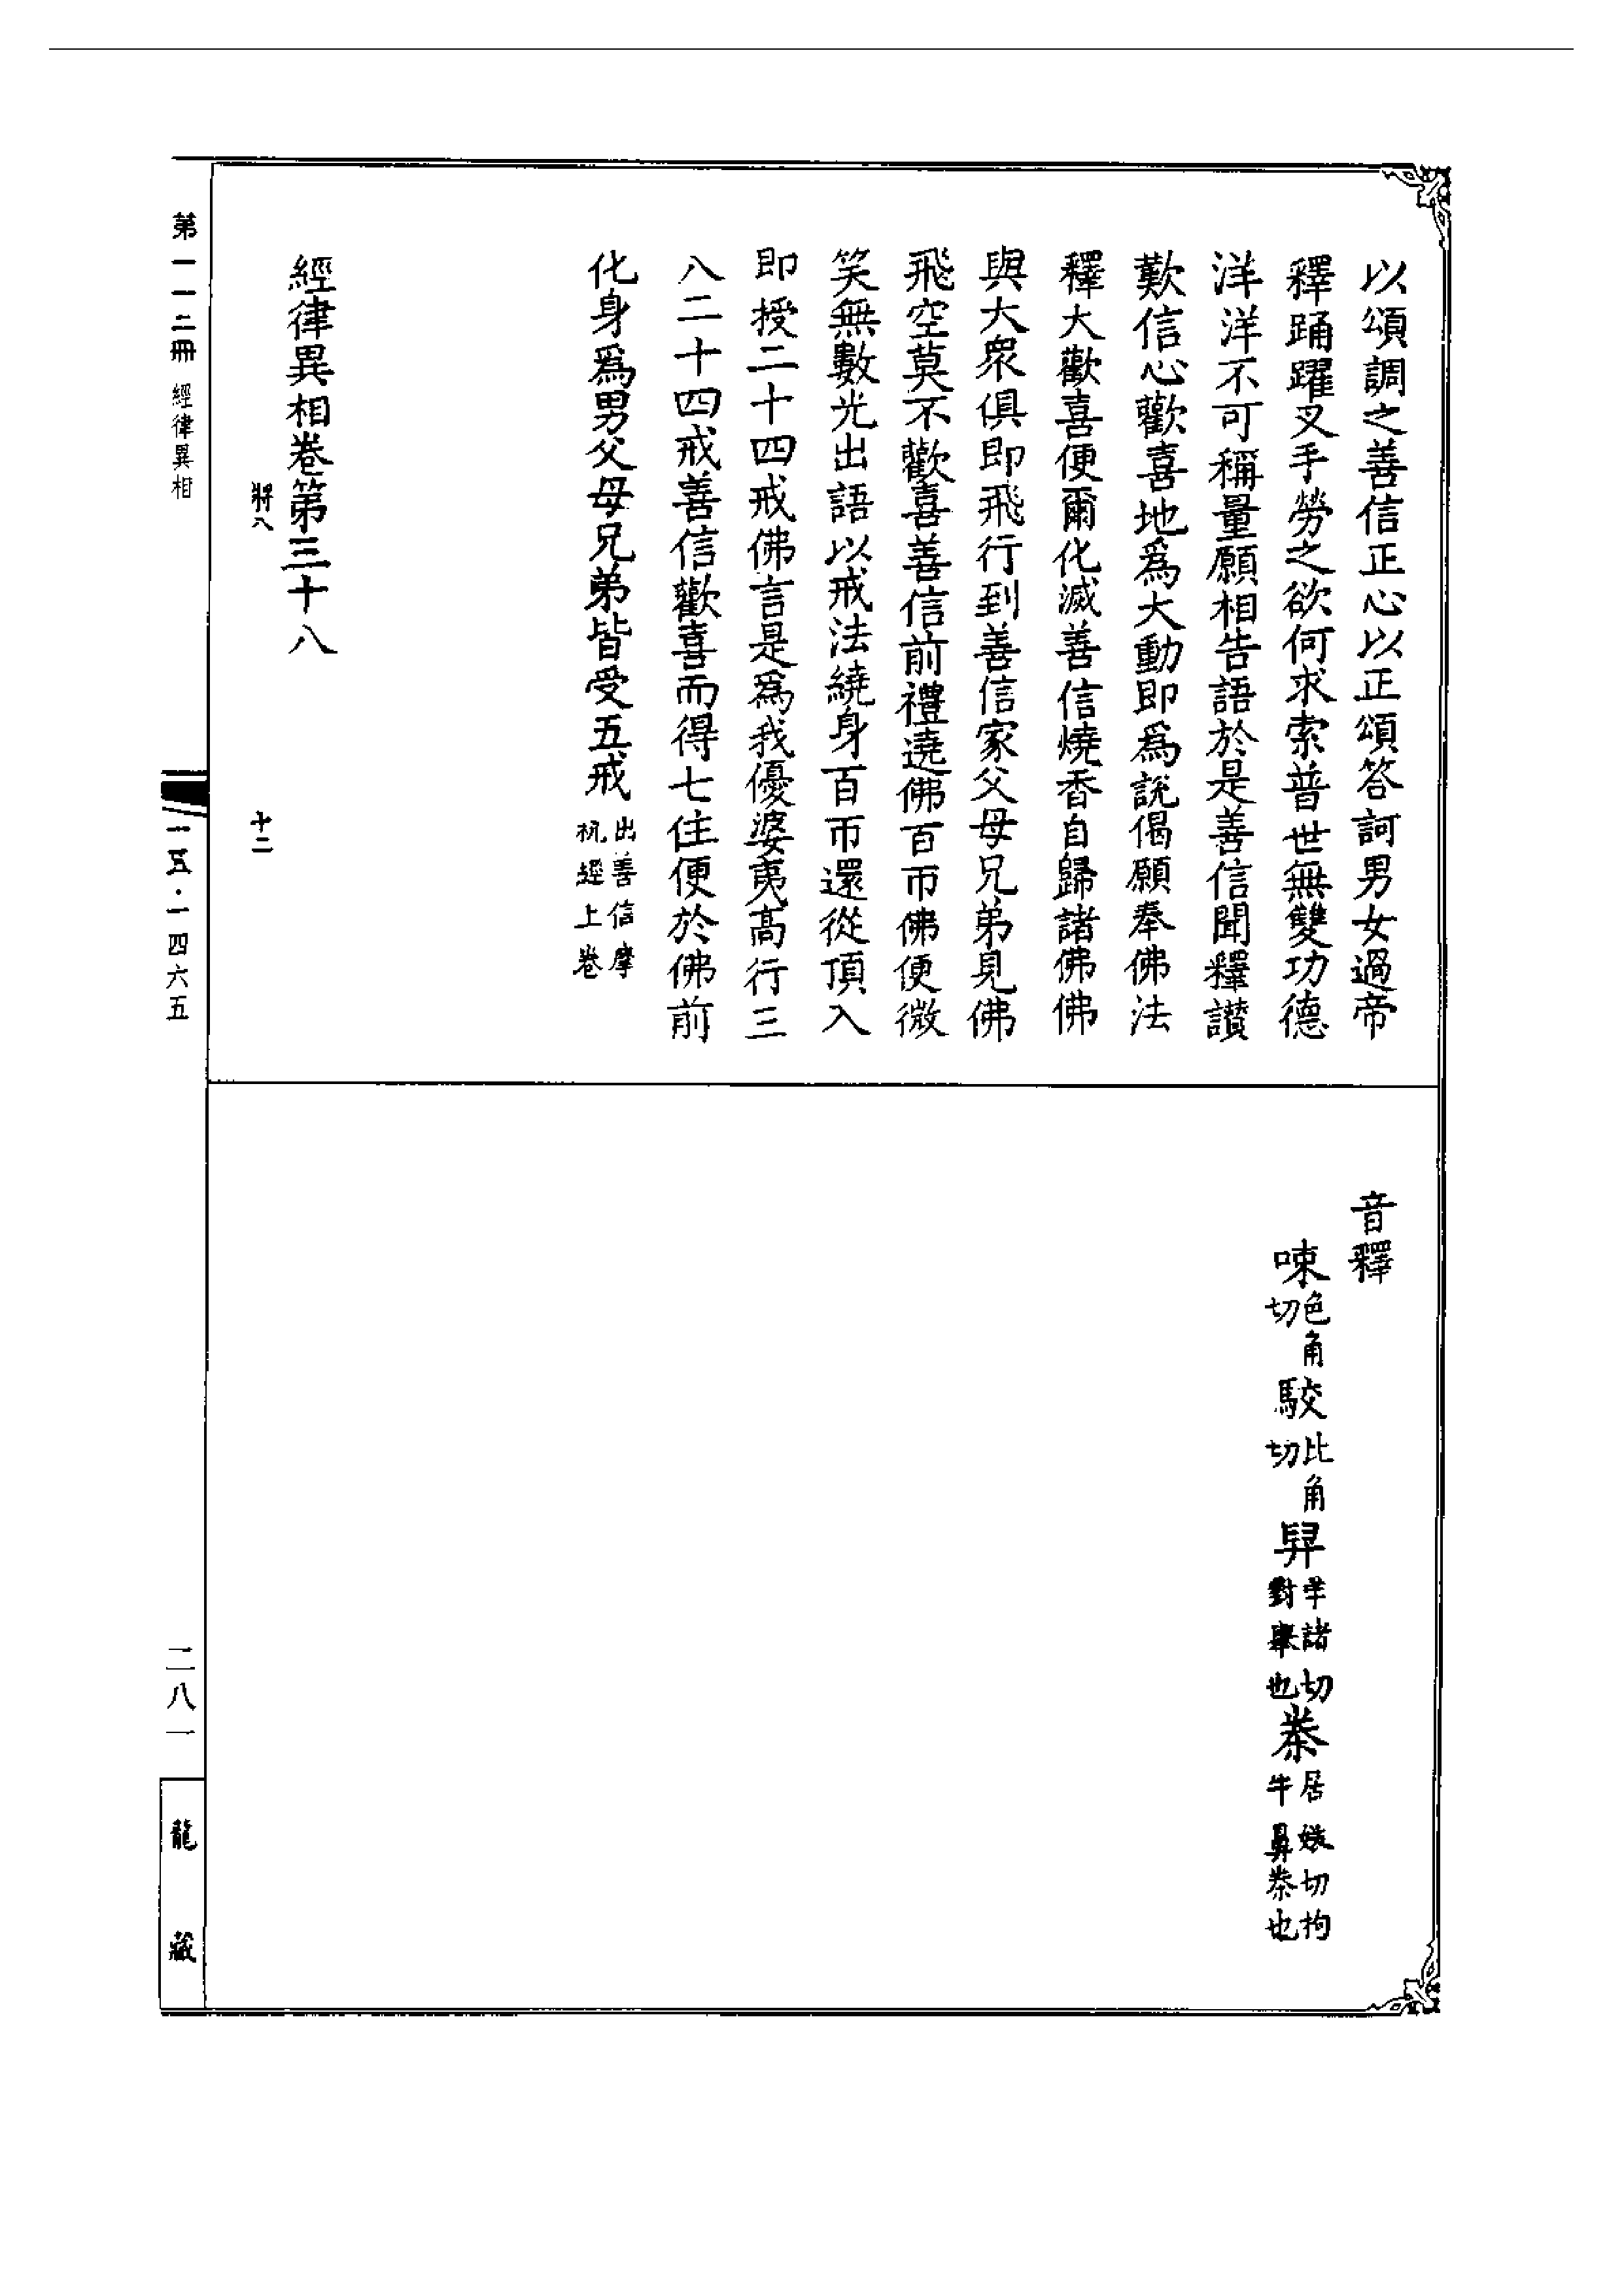 以頌調之善信正心以正頌答訶男女過帝
釋踊躍叉手勞之欲何求索普世無雙功德
洋洋不可稱量願相告語於是善信聞釋讃
歎信心歡喜地爲大動即爲說偈願奉佛法
釋大歡喜便爾化滅善信燒香自歸諸佛佛
與大衆俱即飛行到善信家父母兄弟見佛
飛空莫不歡喜善信前禮遶佛百帀佛便微
笑無數光出語以戒法繞身百帀還從頂入
即授二十四戒佛言是爲我優婆夷高行三
八二十四戒善信歡喜而得七住便於佛前
化身爲男父母兄弟皆受五戒出善信摩杭經上卷
經律異相卷第三十八
將八 十二
音釋
㖒色角切駮比角切舁羊諸切對舉也桊居媛切拘牛鼻桊也
第一一二冊 經律異相
一五·一四六五
二八一
龍藏